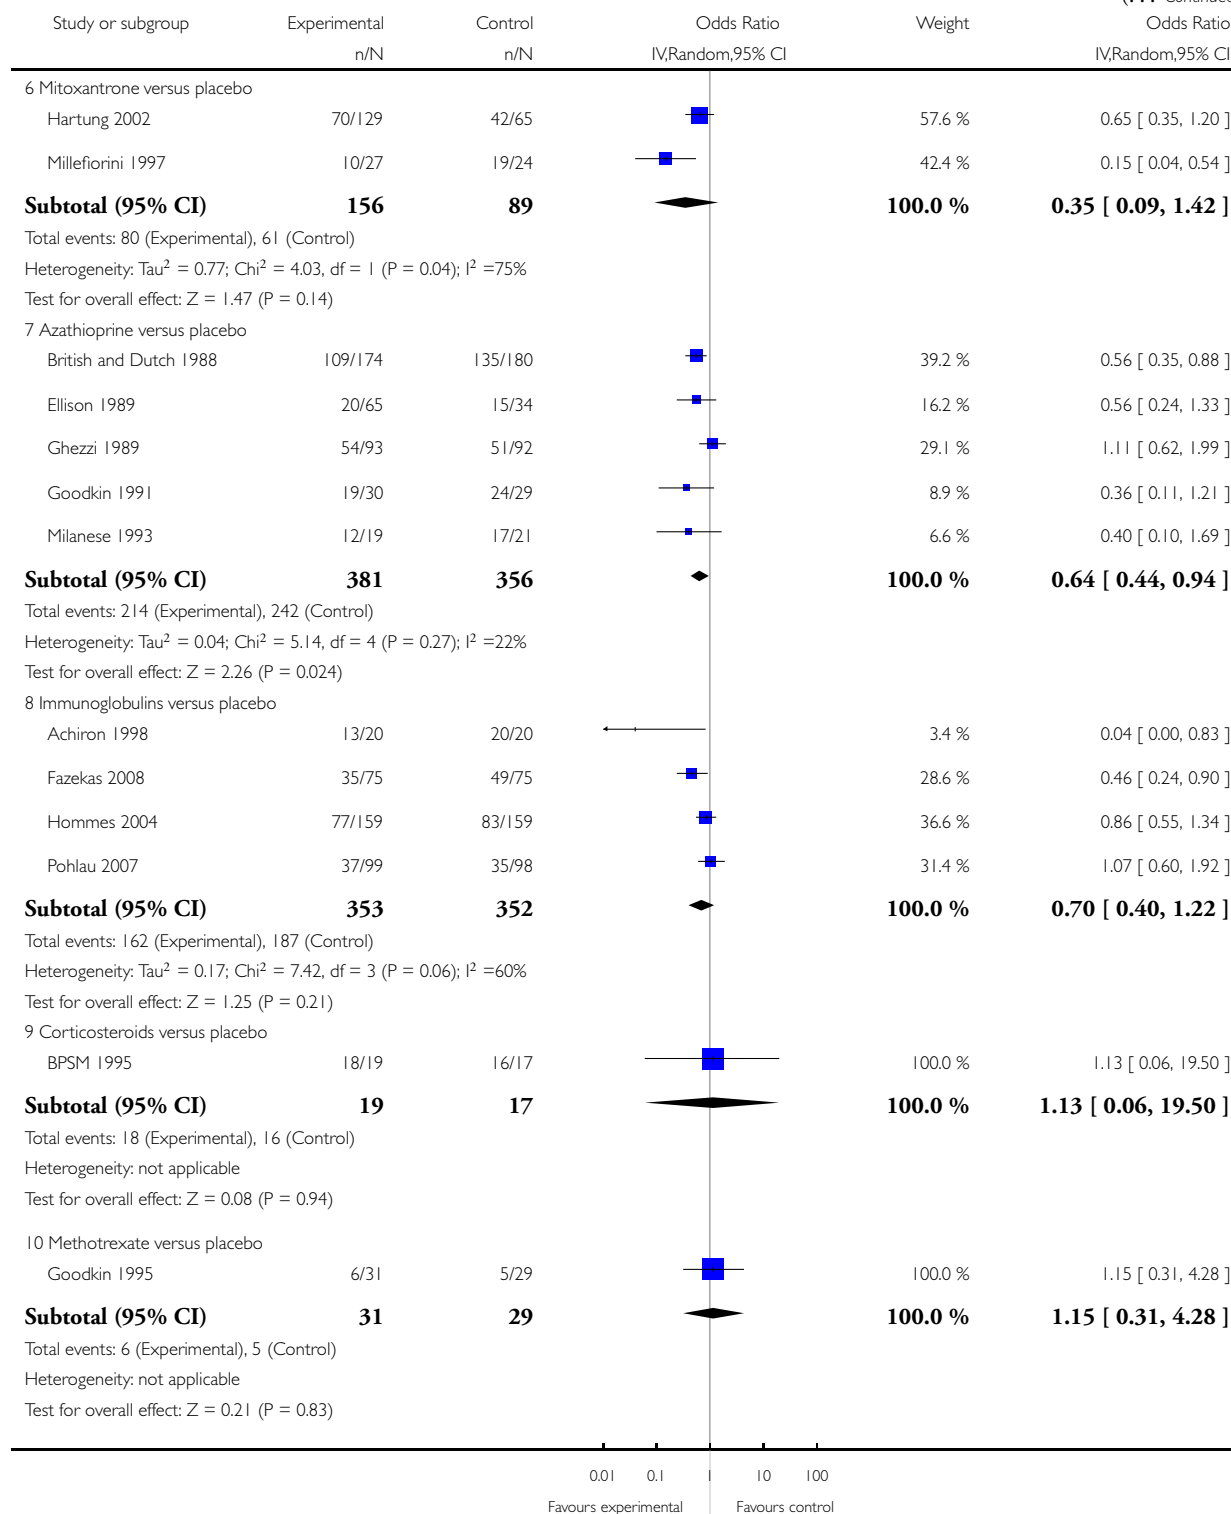 Continued
Study or subgroup Experimental Control Odds Ratio Weight Odds Ratio
n/N n/N IV,Random,95% CI IV,Random,95% CI
6 Mitoxantrone versus placebo
Hartung 2002 70/129 42/65 57.6 % 0.65 [ 0.35, 1.20 ]
Millefiorini 1997 10/27 19/24 42.4 % 0.15 [ 0.04, 0.54 ]
Subtotal (95% CI) 156 89 100.0 % 0.35 [ 0.09, 1.42 ]
Total events: 80 (Experimental), 61 (Control)
Heterogeneity: Tau² = 0.77; Chi² = 4.03, df = 1 (P = 0.04); I² =75%
Test for overall effect: Z = 1.47 (P = 0.14)
7 Azathioprine versus placebo
British and Dutch 1988 109/174 135/180 39.2 % 0.56 [ 0.35, 0.88 ]
Ellison 1989 20/65 15/34 16.2 % 0.56 [ 0.24, 1.33 ]
Ghezzi 1989 54/93 51/92 29.1 % 1.11 [ 0.62, 1.99 ]
Goodkin 1991 19/30 24/29 8.9 % 0.36 [ 0.11, 1.21 ]
Milanese 1993 12/19 17/21 6.6 % 0.40 [ 0.10, 1.69 ]
Subtotal (95% CI) 381 356 100.0 % 0.64 [ 0.44, 0.94 ]
Total events: 214 (Experimental), 242 (Control)
Heterogeneity: Tau² = 0.04; Chi² = 5.14, df = 4 (P = 0.27); I² =22%
Test for overall effect: Z = 2.26 (P = 0.024)
8 Immunoglobulins versus placebo
Achiron 1998 13/20 20/20 3.4 % 0.04 [ 0.00, 0.83 ]
Fazekas 2008 35/75 49/75 28.6 % 0.46 [ 0.24, 0.90 ]
Hommes 2004 77/159 83/159 36.6 % 0.86 [ 0.55, 1.34 ]
Pohlau 2007 37/99 35/98 31.4 % 1.07 [ 0.60, 1.92 ]
Subtotal (95% CI) 353 352 100.0 % 0.70 [ 0.40, 1.22 ]
Total events: 162 (Experimental), 187 (Control)
Heterogeneity: Tau² = 0.17; Chi² = 7.42, df = 3 (P = 0.06); I² =60%
Test for overall effect: Z = 1.25 (P = 0.21)
9 Corticosteroids versus placebo
BPSM 1995 18/19 16/17 100.0 % 1.13 [ 0.06, 19.50 ]
Subtotal (95% CI) 19 17 100.0 % 1.13 [ 0.06, 19.50 ]
Total events: 18 (Experimental), 16 (Control)
Heterogeneity: not applicable
Test for overall effect: Z = 0.08 (P = 0.94)
10 Methotrexate versus placebo
Goodkin 1995 6/31 5/29 100.0 % 1.15 [ 0.31, 4.28 ]
Subtotal (95% CI) 31 29 100.0 % 1.15 [ 0.31, 4.28 ]
Total events: 6 (Experimental), 5 (Control)
Heterogeneity: not applicable
Test for overall effect: Z = 0.21 (P = 0.83)
0.01 0.1 1 10 100
Favours experimental Favours control